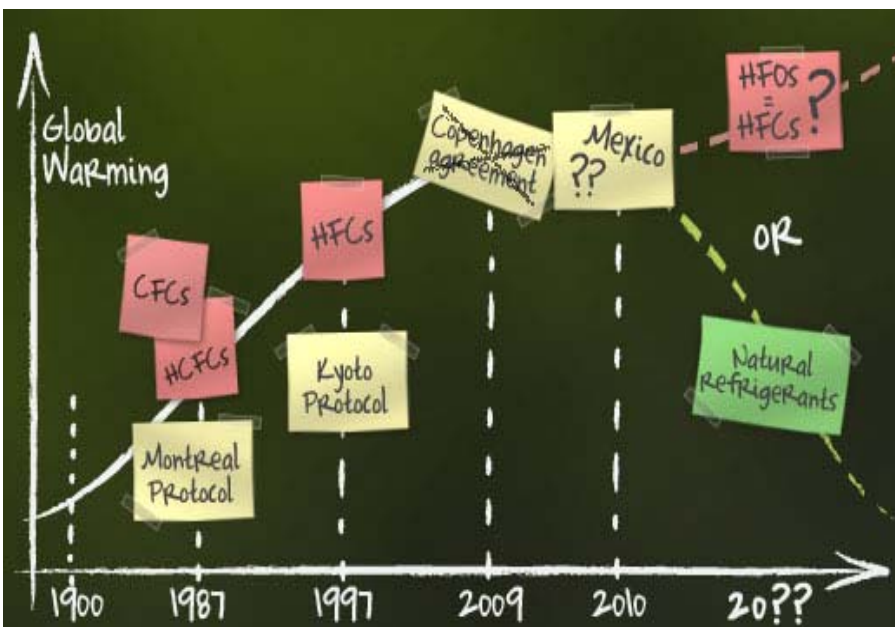 Global
Warming
CFCs
HCFCs
Montreal
Protocol
HFCs
Kyoto
Protocol
Copenhagen
agreement
Mexico
??
HFOs
=
HFCs
?
OR
Natural
Refrigerants
1900
1987
1997
2009
2010
20??